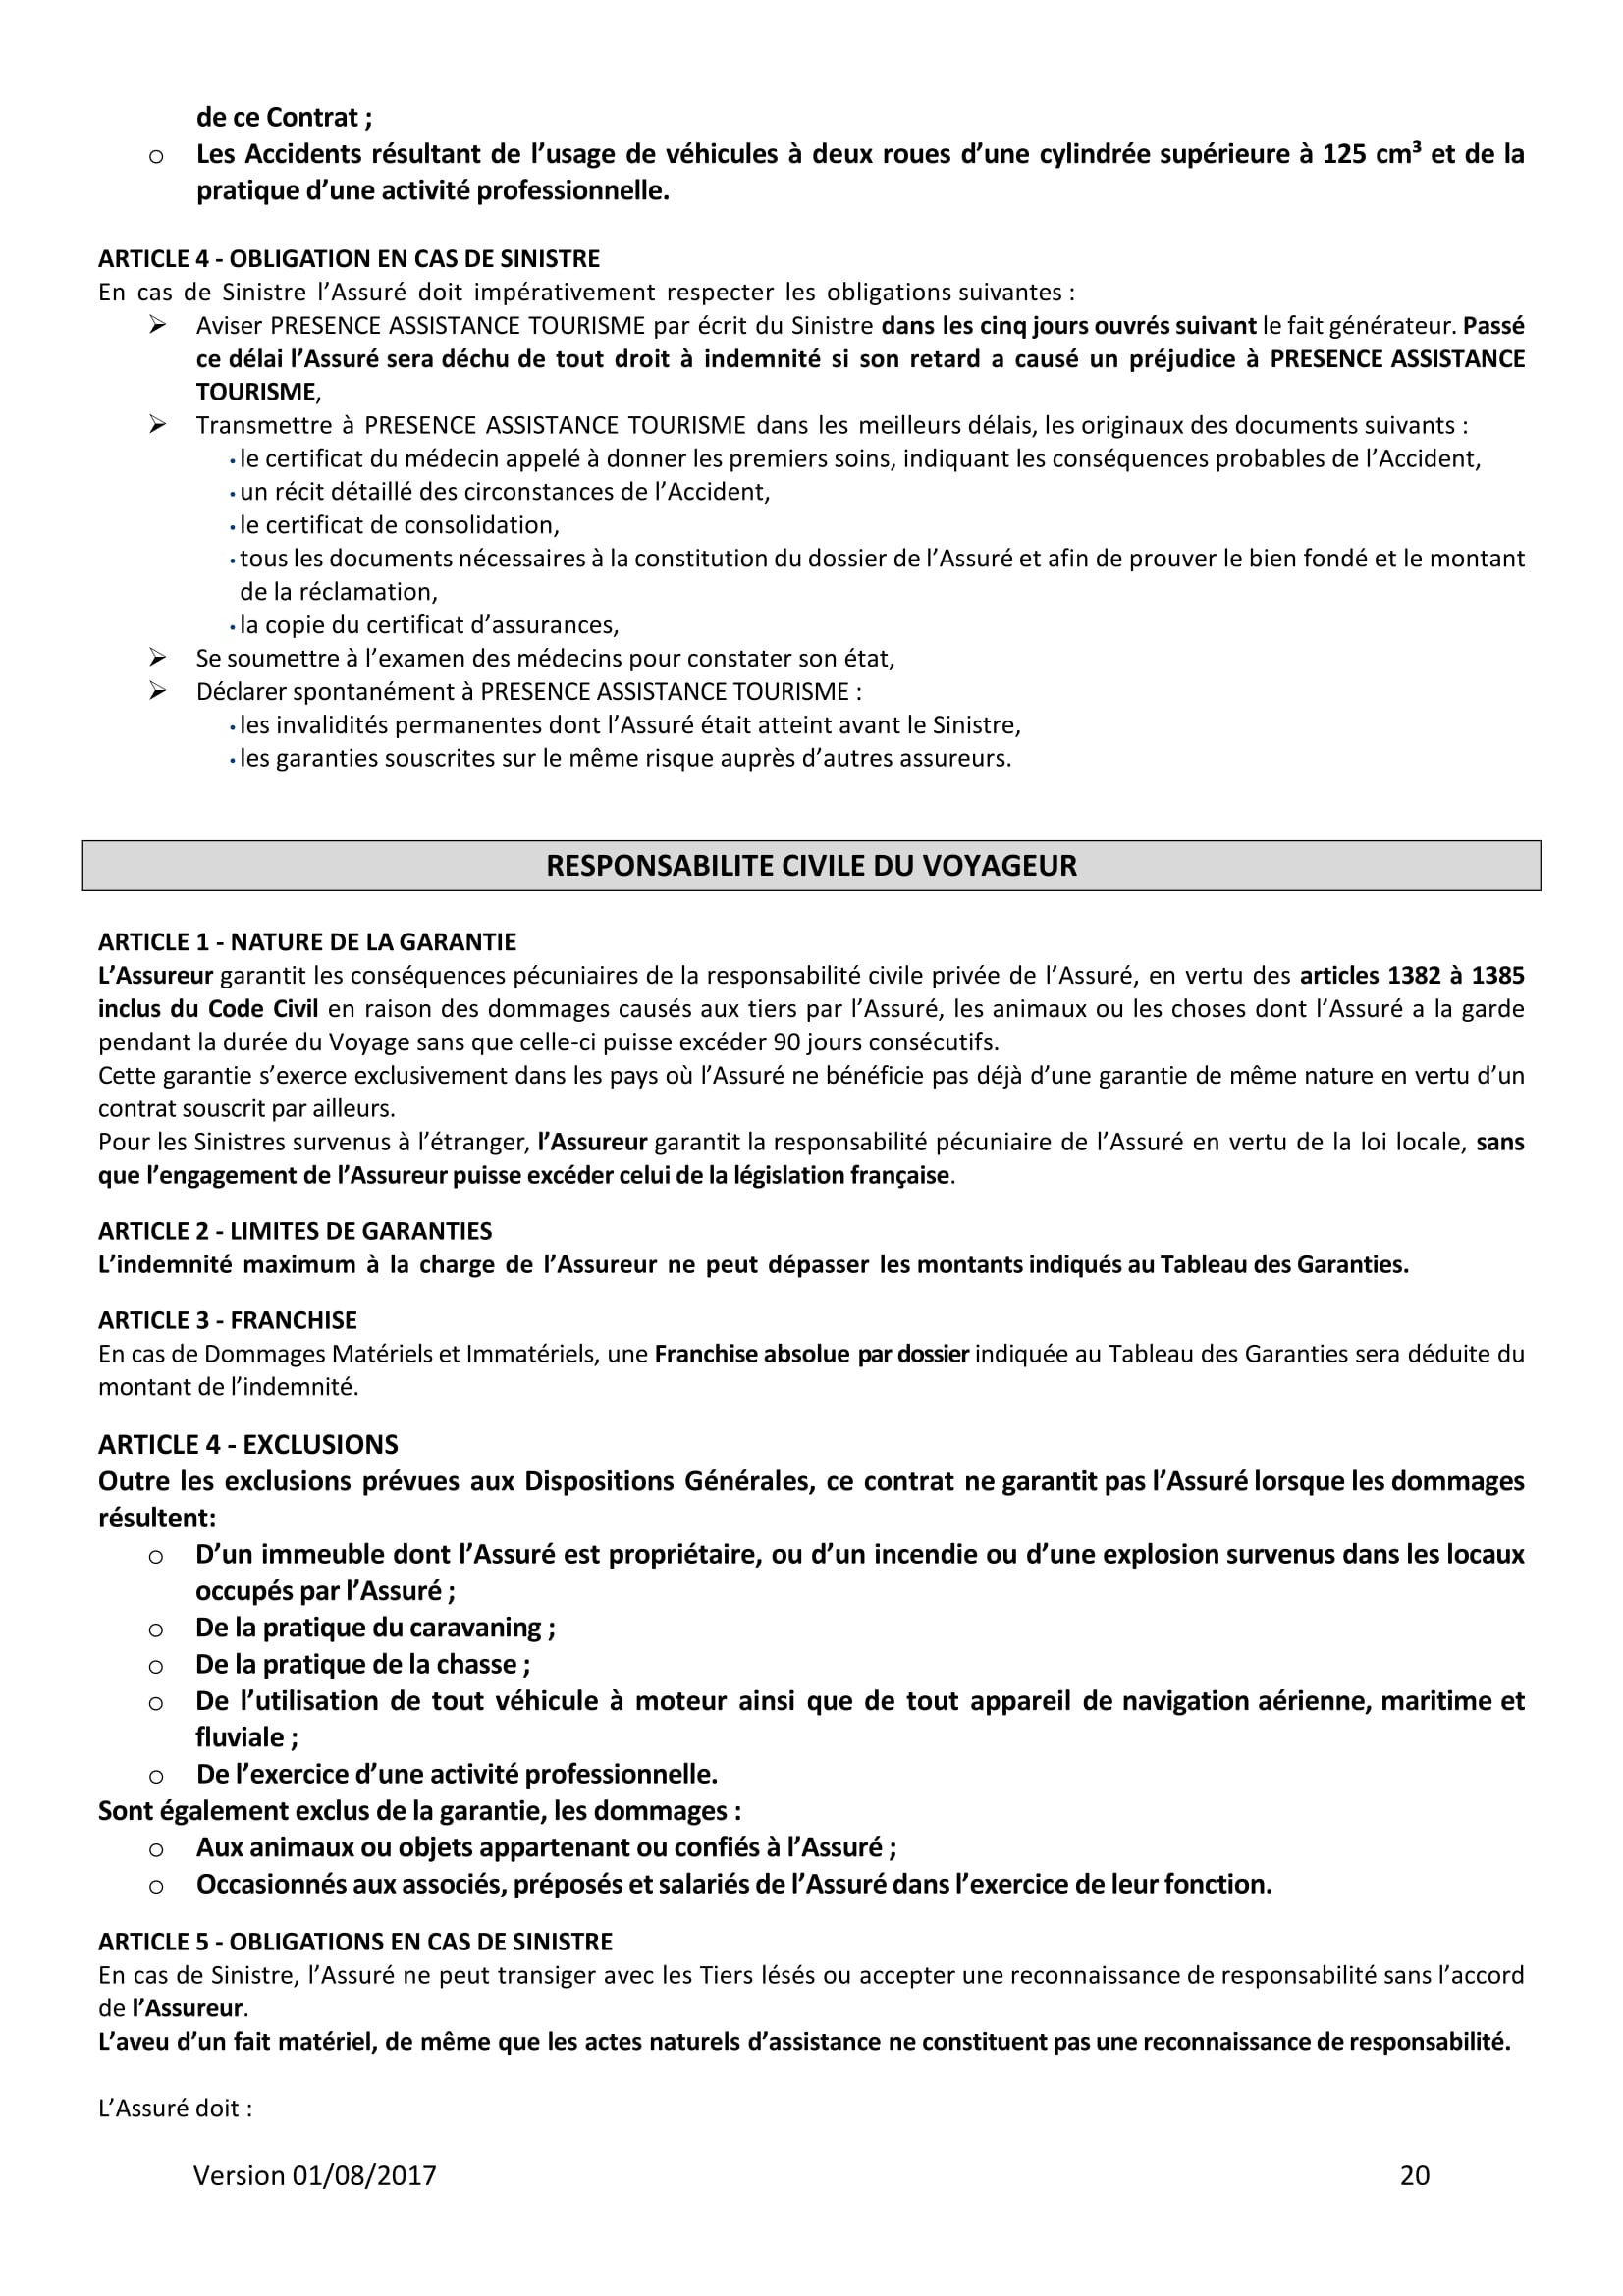 de ce Contrat ;
o Les Accidents résultant de l’usage de véhicules à deux roues d’une cylindrée supérieure à 125 cm³ et de la
pratique d’une activité professionnelle.
ARTICLE 4 - OBLIGATION EN CAS DE SINISTRE
En cas de Sinistre l’Assuré doit impérativement respecter les obligations suivantes :
➢ Aviser PRESENCE ASSISTANCE TOURISME par écrit du Sinistre dans les cinq jours ouvrés suivant le fait générateur. Passé
ce délai l’Assuré sera déchu de tout droit à indemnité si son retard a causé un préjudice à PRESENCE ASSISTANCE
TOURISME,
➢ Transmettre à PRESENCE ASSISTANCE TOURISME dans les meilleurs délais, les originaux des documents suivants :
• le certificat du médecin appelé à donner les premiers soins, indiquant les conséquences probables de l’Accident,
• un récit détaillé des circonstances de l’Accident,
• le certificat de consolidation,
• tous les documents nécessaires à la constitution du dossier de l’Assuré et afin de prouver le bien fondé et le montant
de la réclamation,
• la copie du certificat d’assurances,
➢ Se soumettre à l’examen des médecins pour constater son état,
➢ Déclarer spontanément à PRESENCE ASSISTANCE TOURISME :
• les invalidités permanentes dont l’Assuré était atteint avant le Sinistre,
• les garanties souscrites sur le même risque auprès d’autres assureurs.
RESPONSABILITE CIVILE DU VOYAGEUR
ARTICLE 1 - NATURE DE LA GARANTIE
L’Assureur garantit les conséquences pécuniaires de la responsabilité civile privée de l’Assuré, en vertu des articles 1382 à 1385
inclus du Code Civil en raison des dommages causés aux tiers par l’Assuré, les animaux ou les choses dont l’Assuré a la garde
pendant la durée du Voyage sans que celle-ci puisse excéder 90 jours consécutifs.
Cette garantie s’exerce exclusivement dans les pays où l’Assuré ne bénéficie pas déjà d’une garantie de même nature en vertu d’un
contrat souscrit par ailleurs.
Pour les Sinistres survenus à l’étranger, l’Assureur garantit la responsabilité pécuniaire de l’Assuré en vertu de la loi locale, sans
que l’engagement de l’Assureur puisse excéder celui de la législation française.
ARTICLE 2 - LIMITES DE GARANTIES
L’indemnité maximum à la charge de l’Assureur ne peut dépasser les montants indiqués au Tableau des Garanties.
ARTICLE 3 - FRANCHISE
En cas de Dommages Matériels et Immatériels, une Franchise absolue par dossier indiquée au Tableau des Garanties sera déduite du
montant de l’indemnité.
ARTICLE 4 - EXCLUSIONS
Outre les exclusions prévues aux Dispositions Générales, ce contrat ne garantit pas l’Assuré lorsque les dommages
résultent:
o D’un immeuble dont l’Assuré est propriétaire, ou d’un incendie ou d’une explosion survenus dans les locaux
occupés par l’Assuré ;
o De la pratique du caravaning ;
o De la pratique de la chasse ;
o De l’utilisation de tout véhicule à moteur ainsi que de tout appareil de navigation aérienne, maritime et
fluviale ;
o De l’exercice d’une activité professionnelle.
Sont également exclus de la garantie, les dommages :
o Aux animaux ou objets appartenant ou confiés à l’Assuré ;
o Occasionnés aux associés, préposés et salariés de l’Assuré dans l’exercice de leur fonction.
ARTICLE 5 - OBLIGATIONS EN CAS DE SINISTRE
En cas de Sinistre, l’Assuré ne peut transiger avec les Tiers lésés ou accepter une reconnaissance de responsabilité sans l’accord
de l’Assureur.
L’aveu d’un fait matériel, de même que les actes naturels d’assistance ne constituent pas une reconnaissance de responsabilité.
L’Assuré doit :
Version 01/08/2017 20